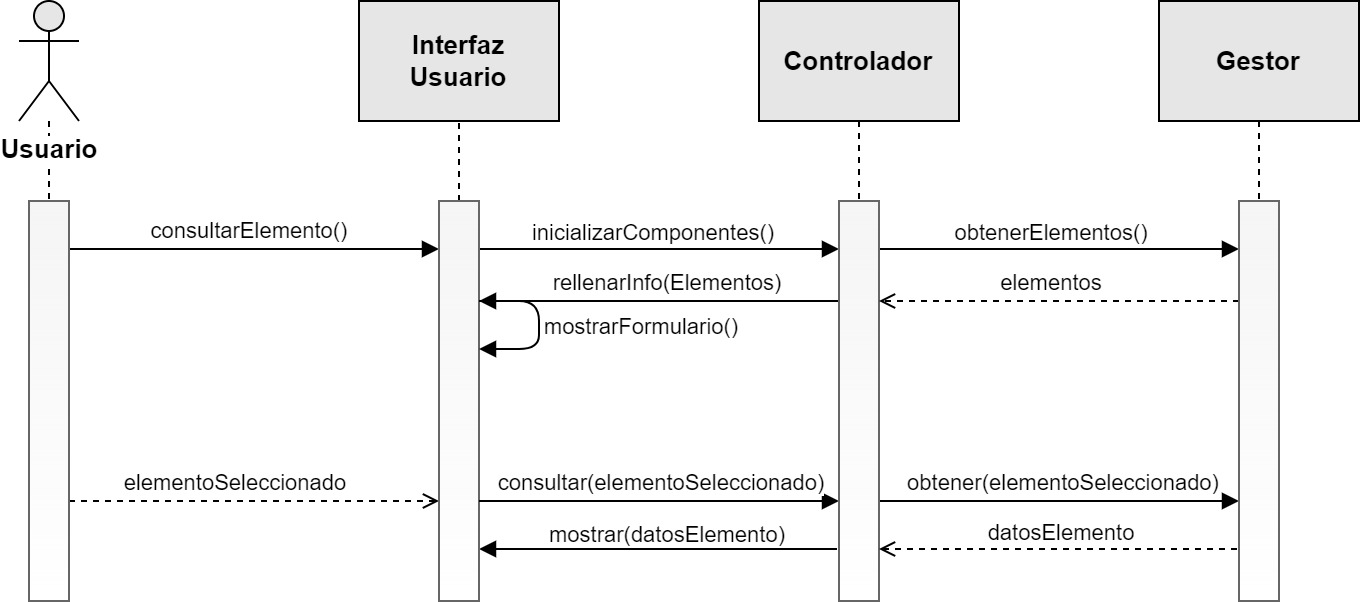 Interfaz
Usuario
Controlador
Gestor
Usuario
consultarElemento()
inicializarComponentes()
obtenerElementos()
rellenarInfo(Elementos)
elementos
mostrarFormulario()
elementoSeleccionado
consultar(elementoSeleccionado)
obtener(elementoSeleccionado)
mostrar(datosElemento)
datosElemento